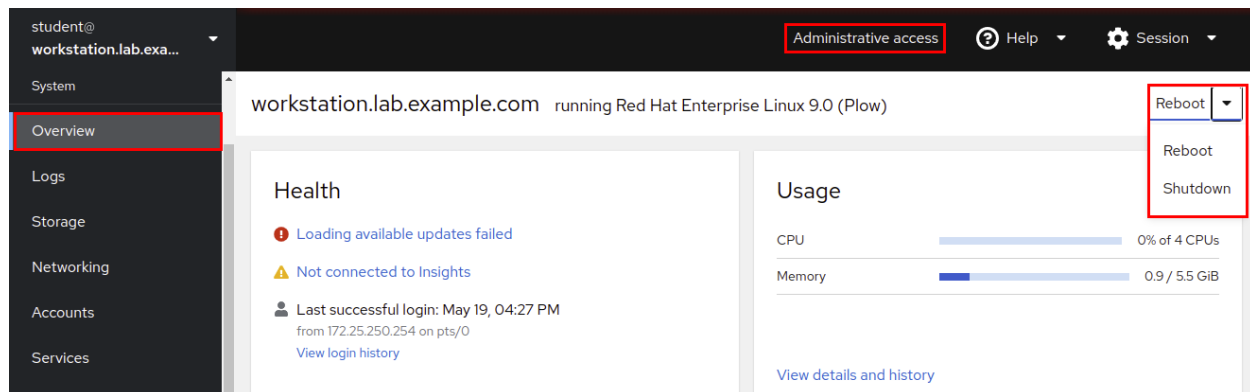 student@
workstation.lab.exa...
Administrative access
Help
Session
System
Overview
Logs
Storage
Networking
Accounts
Services
workstation.lab.example.com running Red Hat Enterprise Linux 9.0 (Plow)
Reboot
Reboot
Shutdown
Health
Loading available updates failed
Not connected to Insights
Last successful login: May 19, 04:27 PM
from 172.25.250.254 on pts/0
View login history
Usage
CPU 0% of 4 CPUs
Memory 0.9 / 5.5 GiB
View details and history